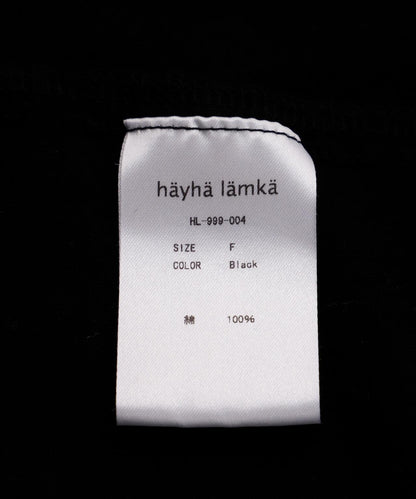 häyhä lämkä
HL-999-004
SIZE F
COLOR Black
綿 100%